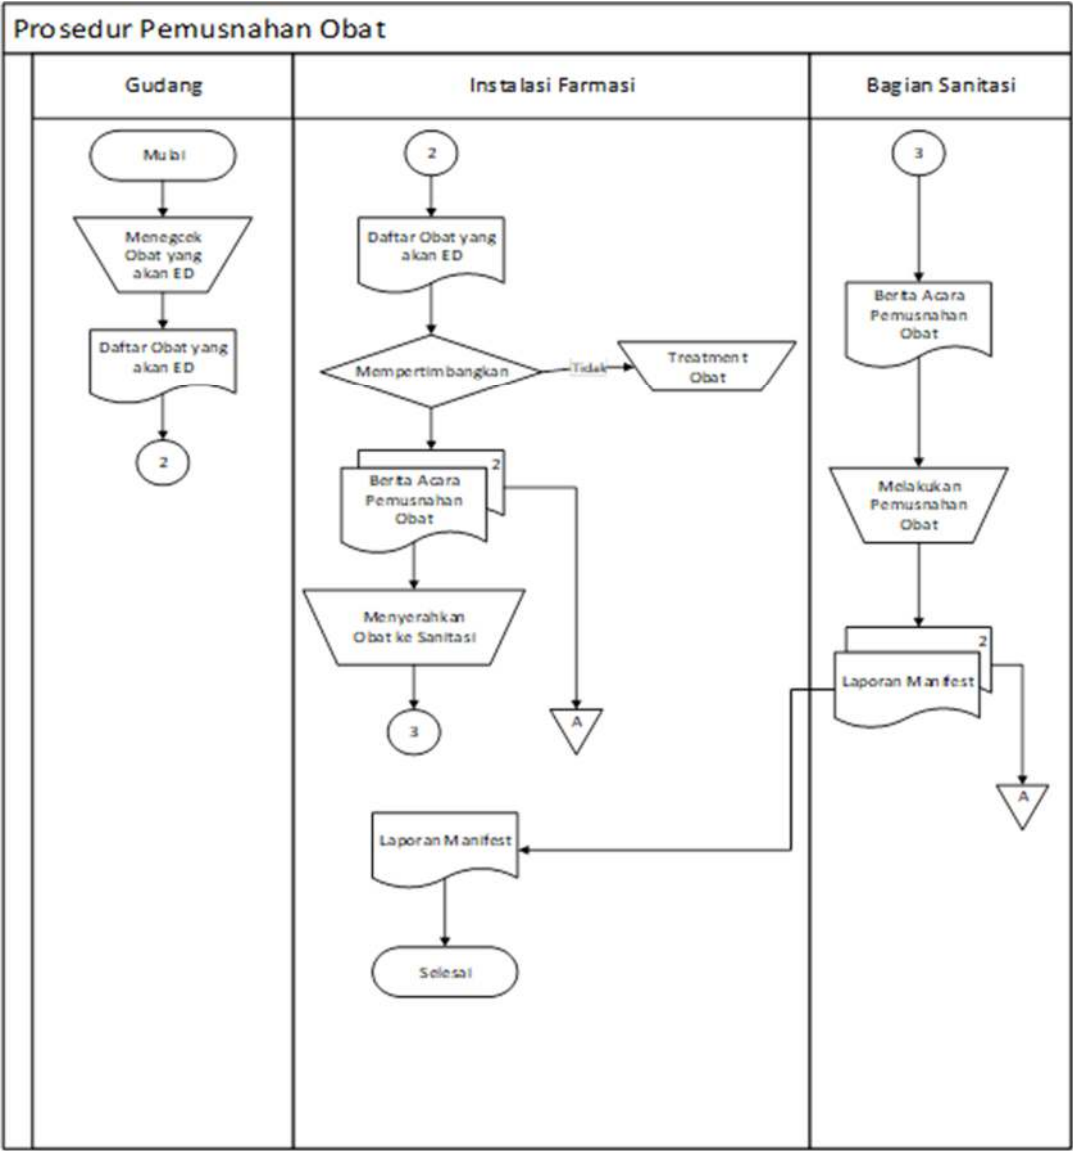 Prosedur Pemusnahan Obat
Gudang
Instalasi Farmasi
Bagian Sanitasi
Mulai
Menegcek
Obat yang
akan ED
Daftar Obat yang
akan ED
2
2
Daftar Obat yang
akan ED
Mempertimbangkan
Tidak
Treatment
Obat
2
Berita Acara
Pemusnahan
Obat
Menyerahkan
Obat ke Sanitasi
3
A
Laporan Manifest
Selesai
3
Berita Acara
Pemusnahan
Obat
Melakukan
Pemusnahan
Obat
2
Laporan Manifest
A